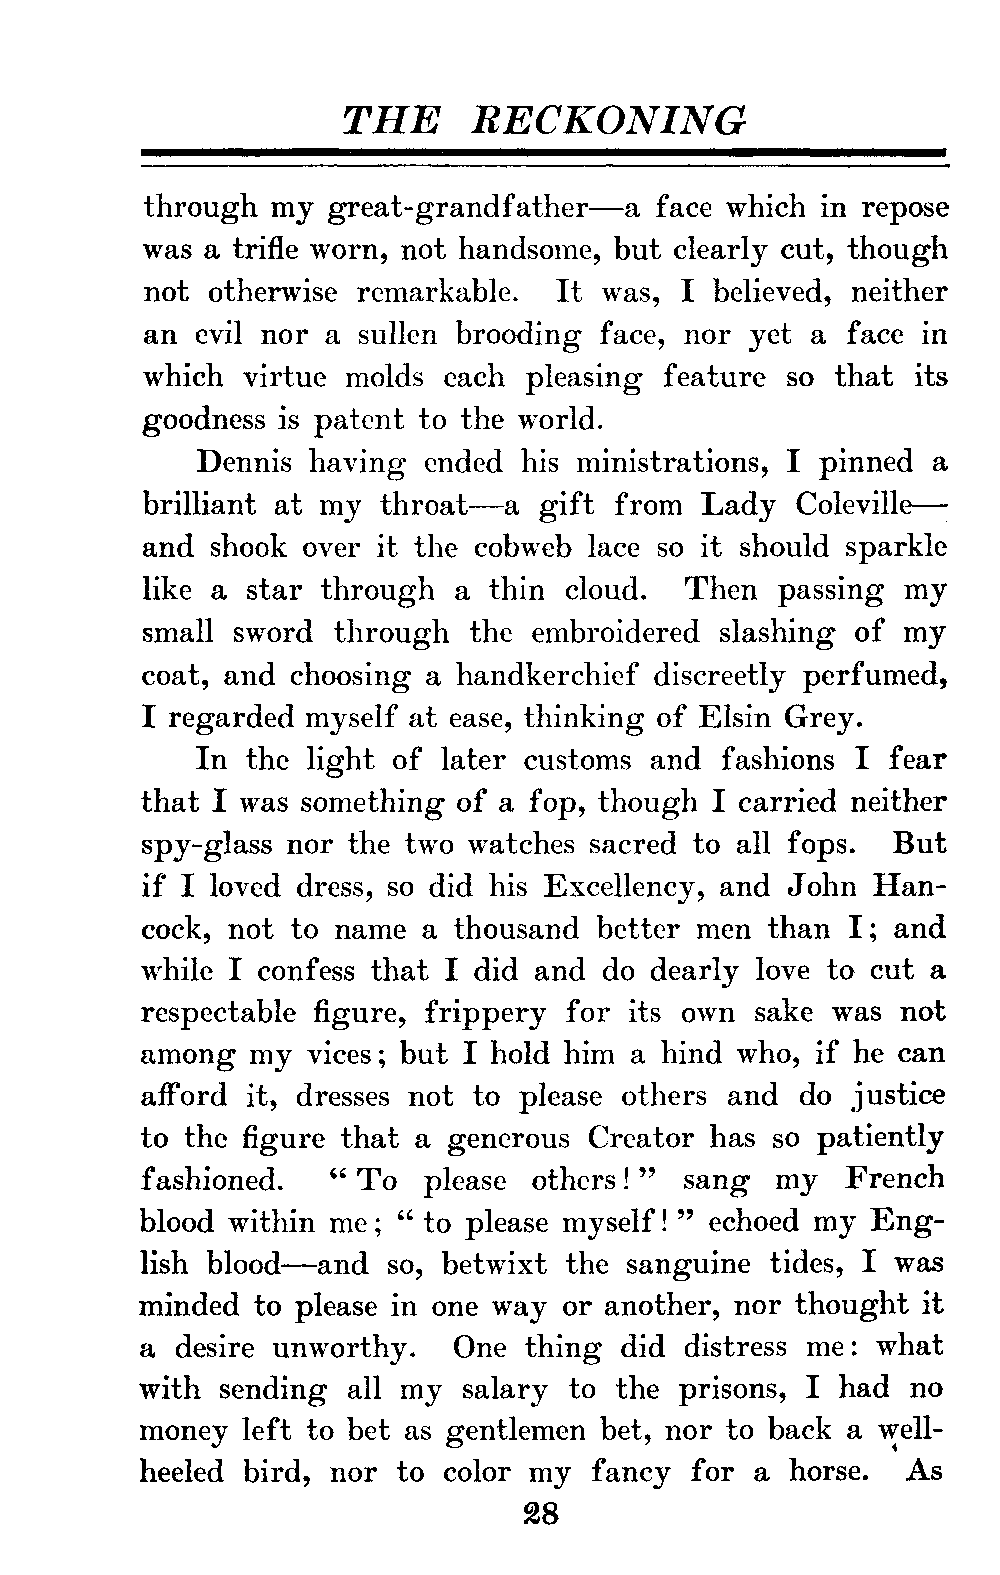 THE RECKONING
through my great-grandfather—a face which in repose
was a trifle worn, not handsome, but clearly cut, though
not otherwise remarkable. It was, I believed, neither
an evil nor a sullen brooding face, nor yet a face in
which virtue molds each pleasing feature so that its
goodness is patent to the world.
Dennis having ended his ministrations, I pinned a
brilliant at my throat—a gift from Lady Coleville—
and shook over it the cobweb lace so it should sparkle
like a star through a thin cloud. Then passing my
small sword through the embroidered slashing of my
coat, and choosing a handkerchief discreetly perfumed,
I regarded myself at ease, thinking of Elsin Grey.
In the light of later customs and fashions I fear
that I was something of a fop, though I carried neither
spy-glass nor the two watches sacred to all fops. But
if I loved dress, so did his Excellency, and John Han-
cock, not to name a thousand better men than I; and
while I confess that I did and do dearly love to cut a
respectable figure, frippery for its own sake was not
among my vices; but I hold him a hind who, if he can
afford it, dresses not to please others and do justice
to the figure that a generous Creator has so patiently
fashioned. "To please others!" sang my French
blood within me; "to please myself!" echoed my Eng-
lish blood—and so, betwixt the sanguine tides, I was
minded to please in one way or another, nor thought it
a desire unworthy. One thing did distress me: what
with sending all my salary to the prisons, I had no
money left to bet as gentlemen bet, nor to back a well-
heeled bird, nor to color my fancy for a horse. As
28